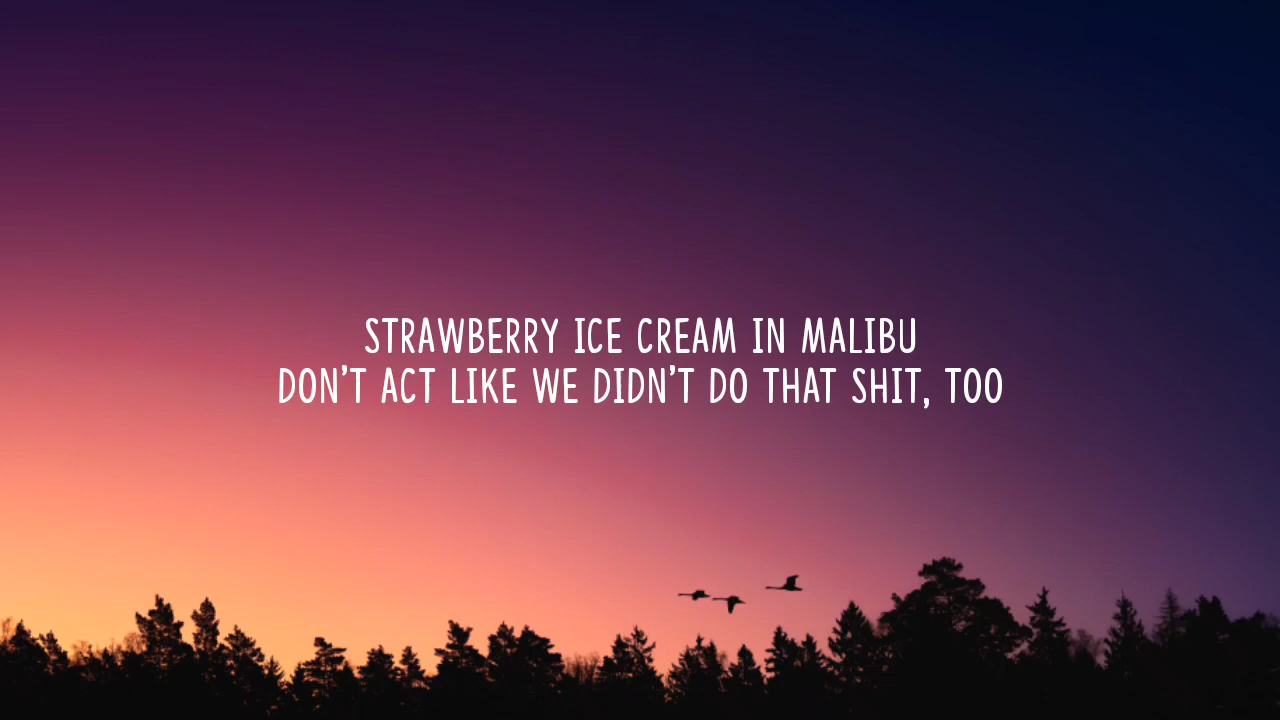 STRAWBERRY ICE CREAM IN MALIBU
DON'T ACT LIKE WE DIDN'T DO THAT SHIT, TOO